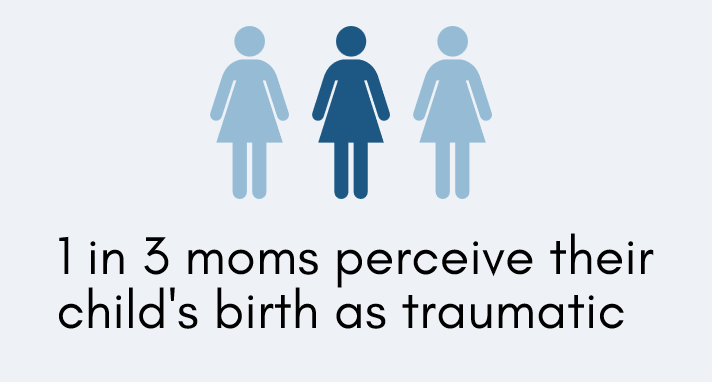 1 in 3 moms perceive their
child's birth as traumatic